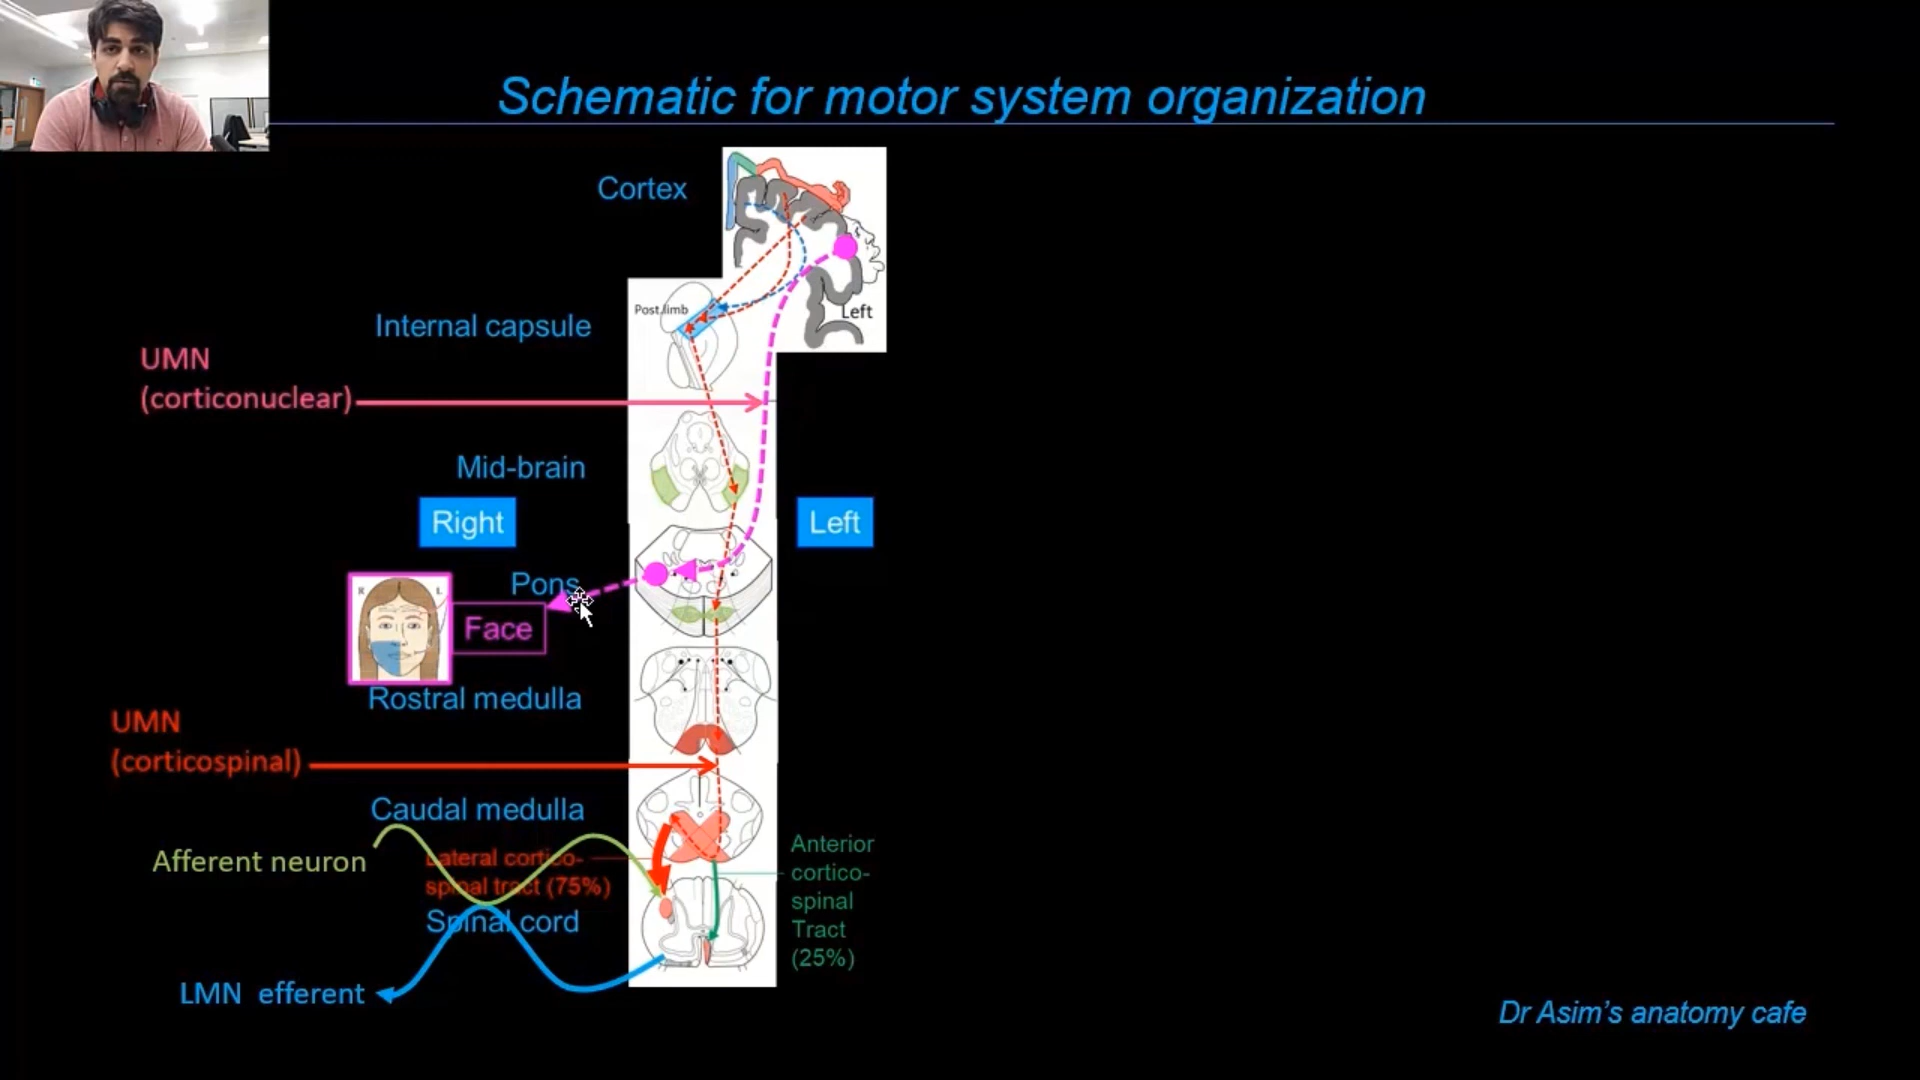 Schematic for motor system organization
Cortex
Post.limb
Left
Internal capsule
UMN
(corticonuclear)
Mid-brain
Right
Left
Pons
R L
Face
Rostral medulla
UMN
(corticospinal)
Caudal medulla
Afferent neuron
Lateral cortico-
spinal tract (75%)
Anterior
cortico-
spinal
Tract
(25%)
Spinal cord
LMN efferent
Dr Asim's anatomy cafe